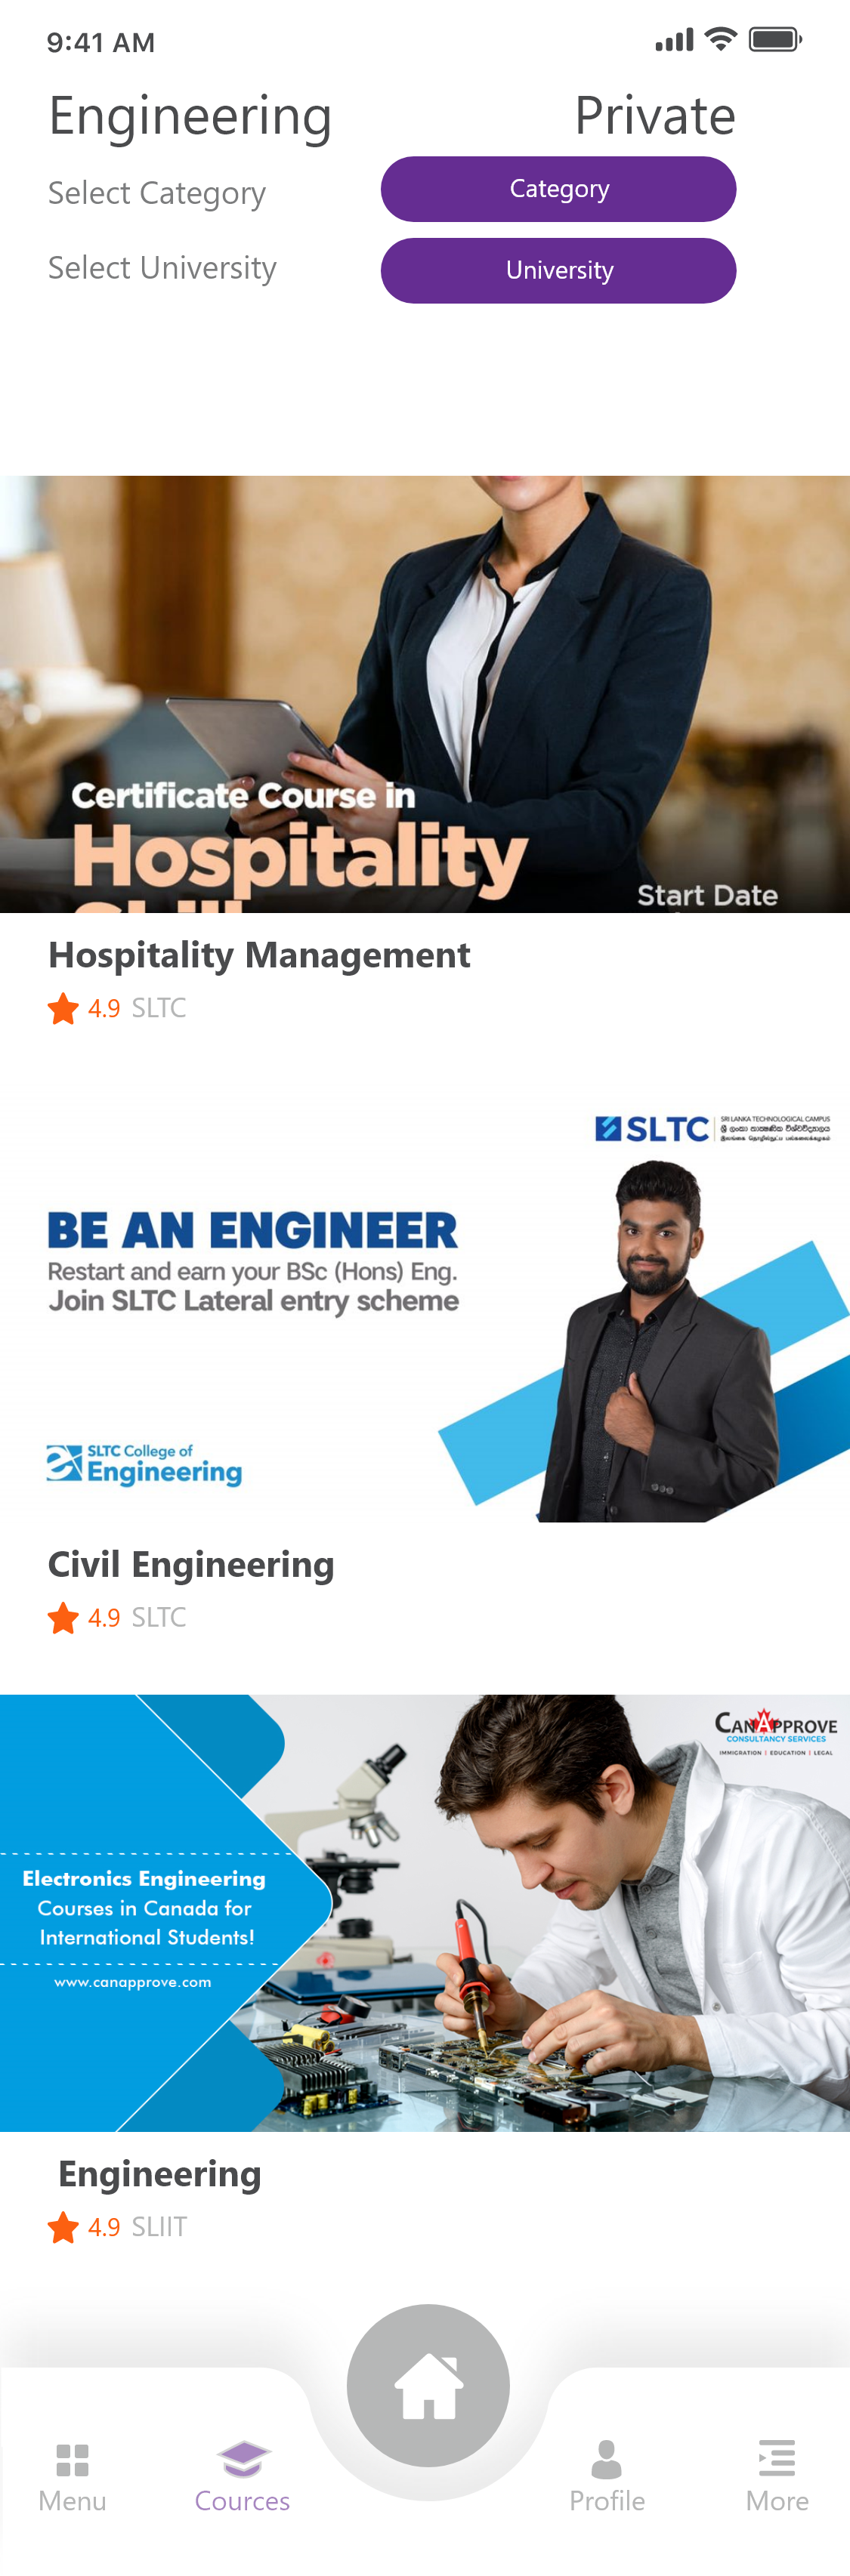 9:41 AM
Engineering Private
Select Category Category
Select University University
Certificate Course in
Hospitality
Start Date
Hospitality Management
4.9 SLTC
SLTC SRI LANKA TECHNOLOGICAL CAMPUS
BE AN ENGINEER
Restart and earn your BSc (Hons) Eng.
Join SLTC Lateral entry scheme
SLTC College of
Engineering
Civil Engineering
4.9 SLTC
CANAPPROVE
CONSULTANCY SERVICES
IMMIGRATION | EDUCATION | LEGAL
Electronics Engineering
Courses in Canada for
International Students!
www.canapprove.com
Engineering
4.9 SLIIT
Menu Cources Profile More